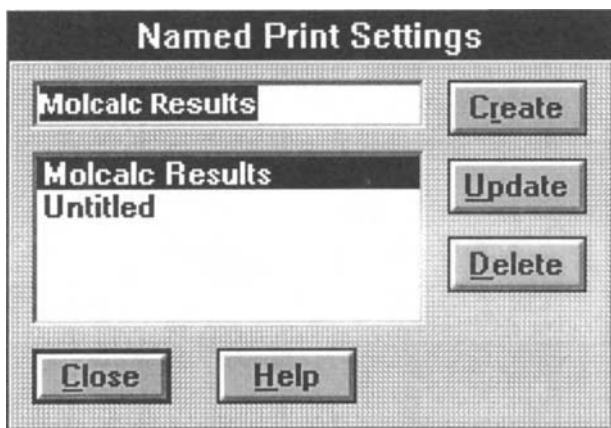 Named Print Settings
Molcalc Results
Create
Molcalc Results
Untitled
Update
Delete
Close
Help